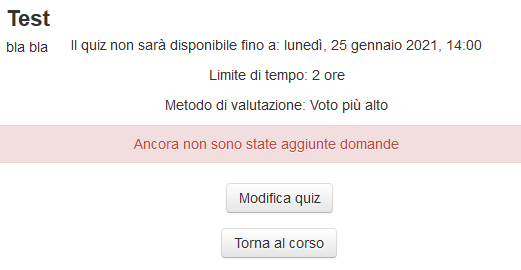 Test
bla bla
Il quiz non sarà disponibile fino a: lunedì, 25 gennaio 2021, 14:00
Limite di tempo: 2 ore
Metodo di valutazione: Voto più alto
Ancora non sono state aggiunte domande
Modifica quiz
Torna al corso